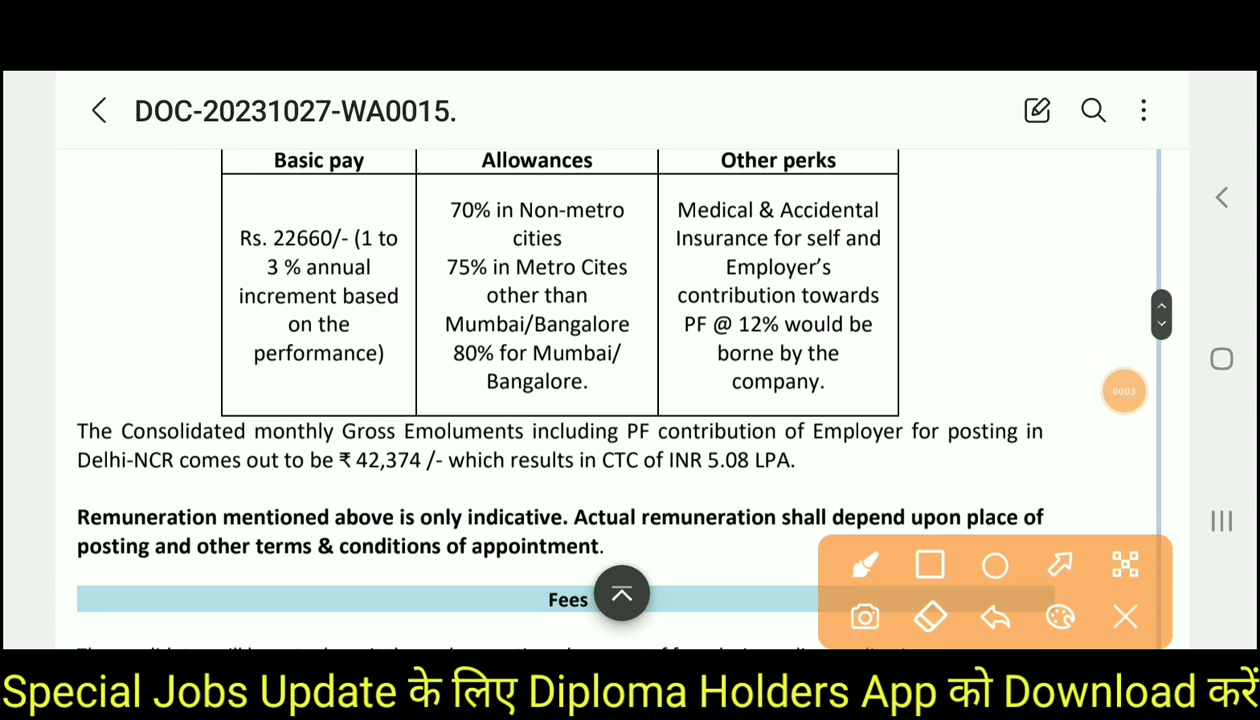 DOC-20231027-WA0015.
Basic pay
Allowances
Other perks
Rs. 22660/- (1 to
3 % annual
increment based
on the
performance)
70% in Non-metro
cities
75% in Metro Cites
other than
Mumbai/Bangalore
80% for Mumbai/
Bangalore.
Medical & Accidental
Insurance for self and
Employer’s
contribution towards
PF @ 12% would be
borne by the
company.
00:03
The Consolidated monthly Gross Emoluments including PF contribution of Employer for posting in
Delhi-NCR comes out to be ₹ 42,374 /- which results in CTC of INR 5.08 LPA.
Remuneration mentioned above is only indicative. Actual remuneration shall depend upon place of
posting and other terms & conditions of appointment.
Fees
Special Jobs Update के लिए Diploma Holders App को Download करें